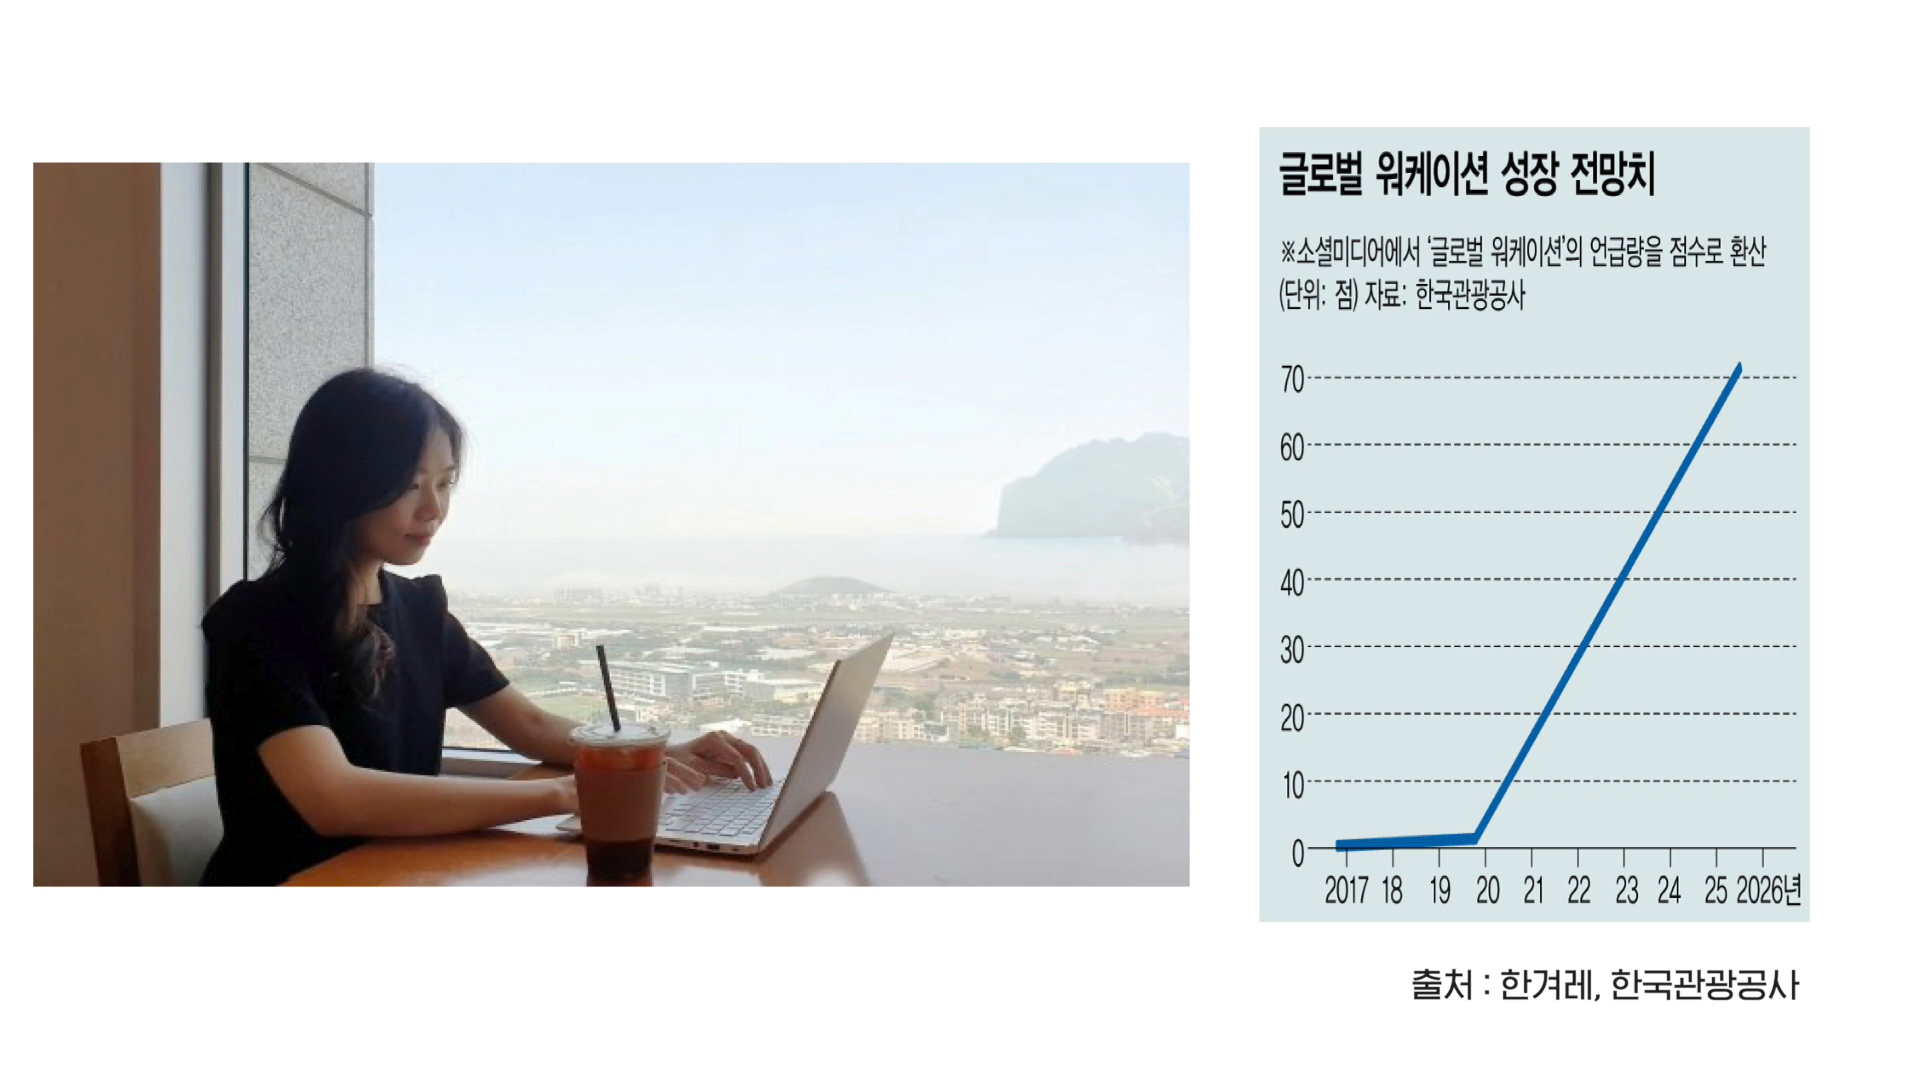 글로벌 워케이션 성장 전망치
※소셜미디어에서 ‘글로벌 워케이션’의 언급량을 점수로 환산
(단위: 점) 자료: 한국관광공사
70
60
50
40
30
20
10
0
2017 18 19 20 21 22 23 24 25 2026년
출처 : 한겨레, 한국관광공사